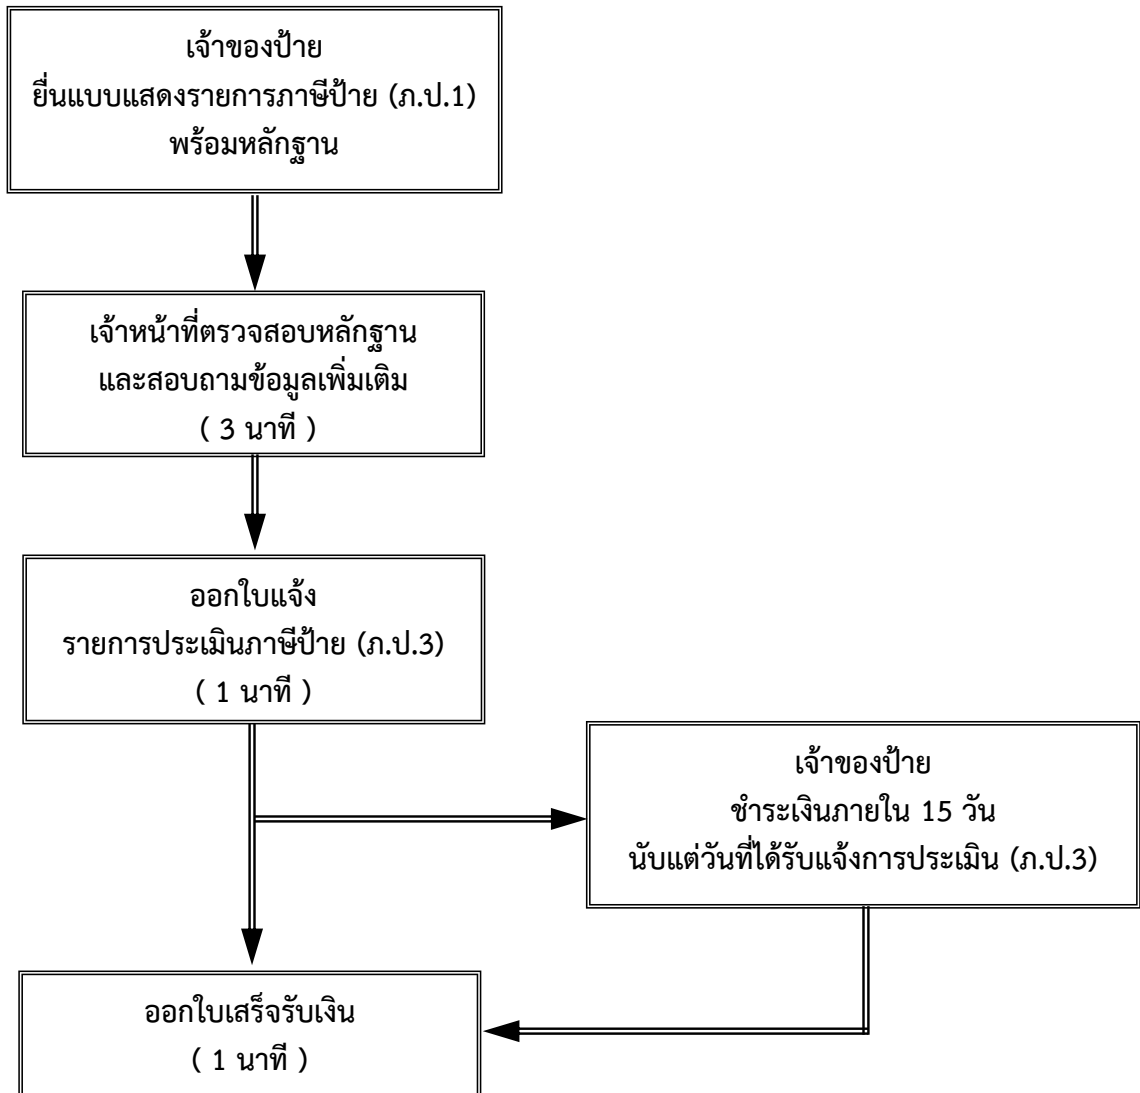 เจ้าของป้าย
ยื่นแบบแสดงรายการภาษีป้าย (ภ.ป.1)
พร้อมหลักฐาน
เจ้าหน้าที่ตรวจสอบหลักฐาน
และสอบถามข้อมูลเพิ่มเติม
( 3 นาที )
ออกใบแจ้ง
รายการประเมินภาษีป้าย (ภ.ป.3)
( 1 นาที )
เจ้าของป้าย
ชำระเงินภายใน 15 วัน
นับแต่วันที่ได้รับแจ้งการประเมิน (ภ.ป.3)
ออกใบเสร็จรับเงิน
( 1 นาที )